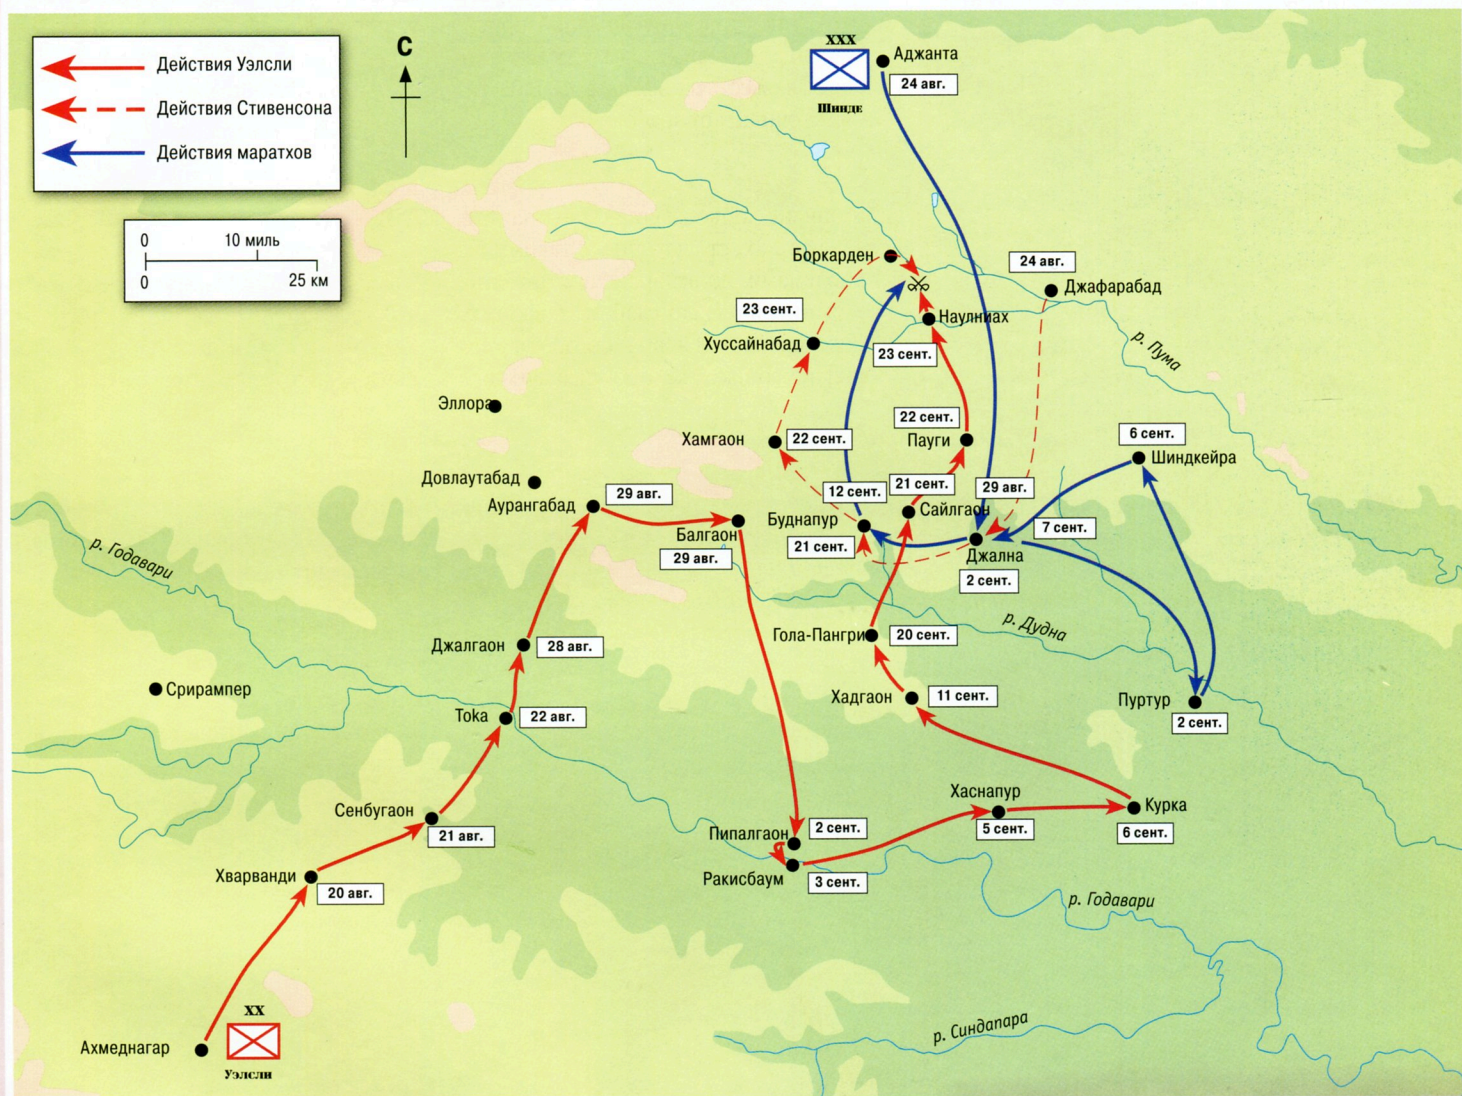 Действия Уэлсли
Действия Стивенсона
Действия маратхов
С
0
10 миль
0
25 км
XXX
Шинде
Аджанта
24 авг.
Боркарден
24 авг.
Джафарабад
23 сент.
Наулниах
Хуссайнабад
23 сент.
р. Пума
Эллора
22 сент.
6 сент.
Хамгаон
22 сент.
Пауги
Шиндкейра
Довлаутабад
Аурангабад
29 авг.
12 сент.
21 сент.
29 авг.
Буднапур
Сайлгаон
Балгаон
21 сент.
7 сент.
Джална
29 авг.
2 сент.
р. Годавари
р. Дудна
Гола-Пангри
20 сент.
Джалгаон
28 авг.
Срирампер
Хадгаон
11 сент.
Пуртур
2 сент.
Tokа
22 авг.
Хаснапур
Курка
5 сент.
6 сент.
Сенбугаон
21 авг.
Пипалгаон
2 сент.
Ракисбаум
3 сент.
Хварванди
20 авг.
р. Годавари
р. Синдапара
XX
Ахмеднагар
Уэлсли